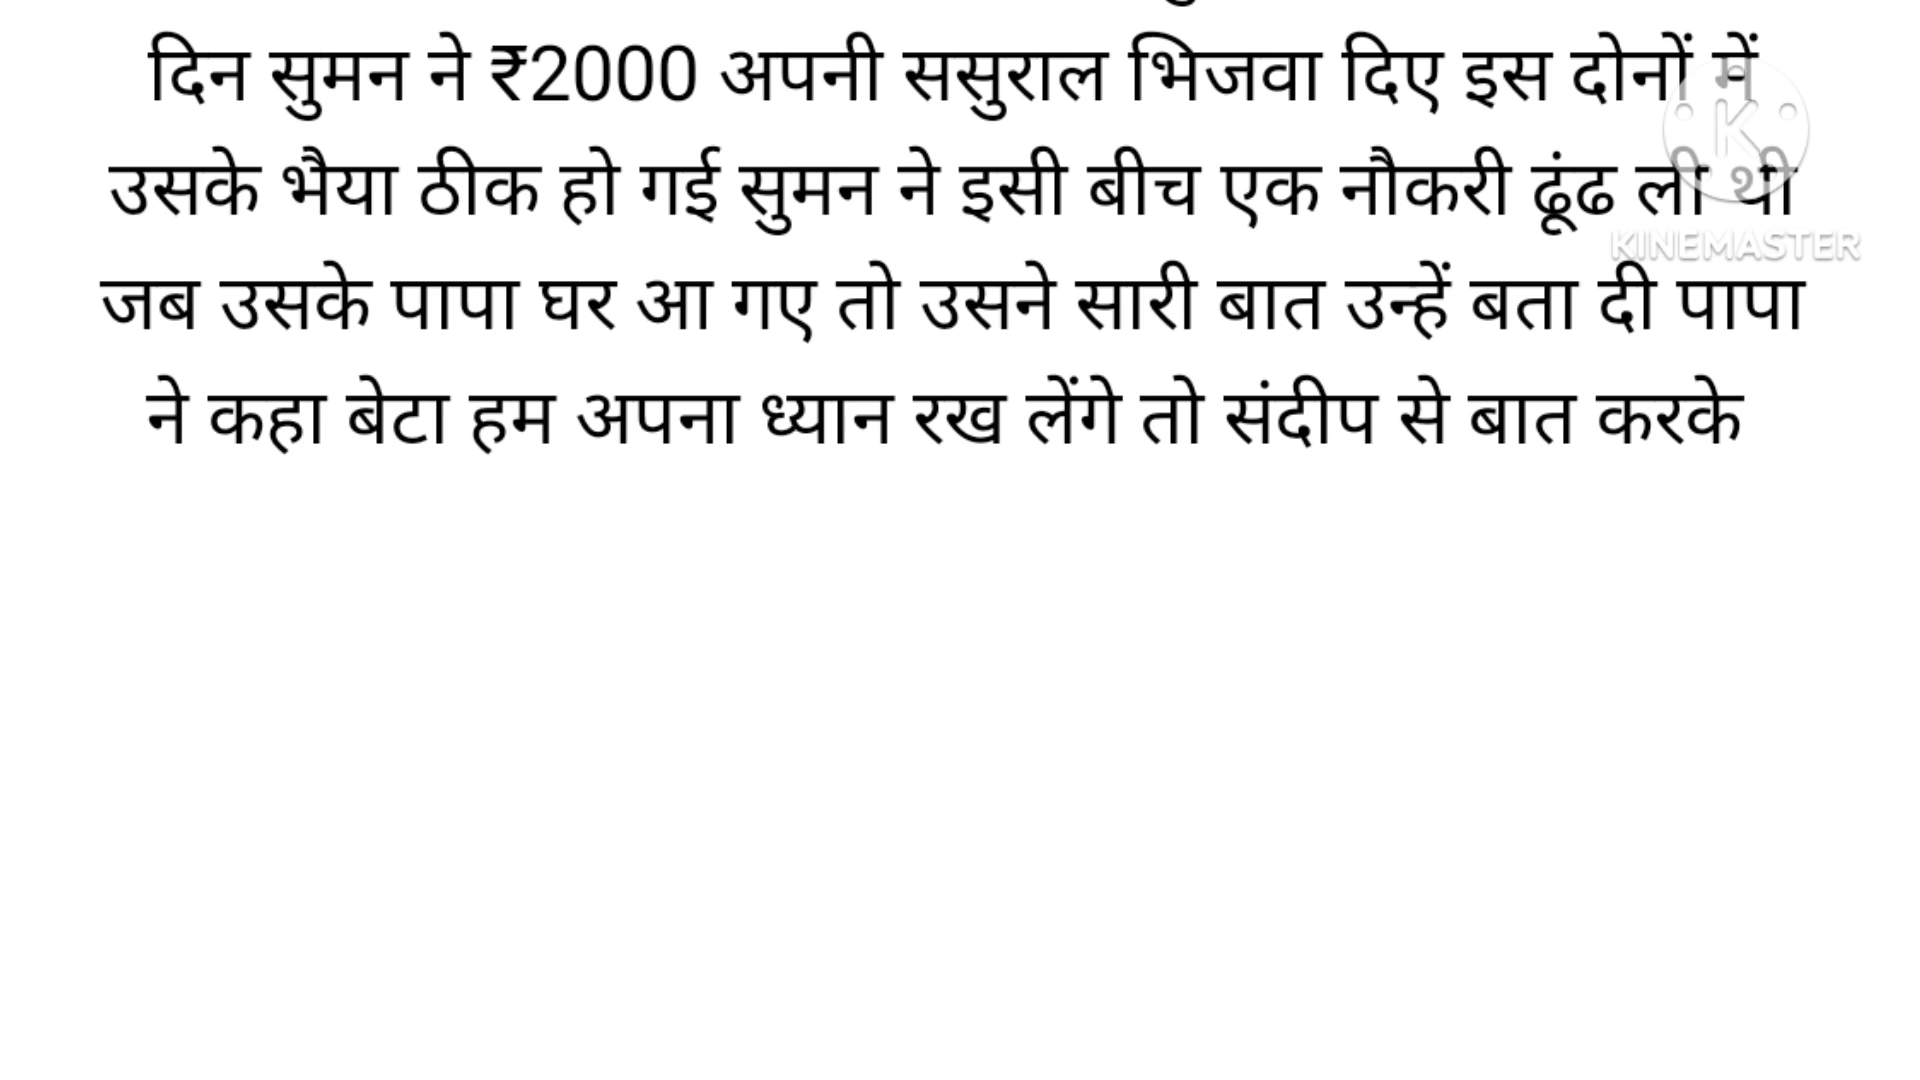 दिन सुमन ने ₹2000 अपनी ससुराल भिजवा दिए इस दोनों में
उसके भैया ठीक हो गई सुमन ने इसी बीच एक नौकरी ढूंढ ली थी
जब उसके पापा घर आ गए तो उसने सारी बात उन्हें बता दी पापा
ने कहा बेटा हम अपना ध्यान रख लेंगे तो संदीप से बात करके
K
KINEMASTER